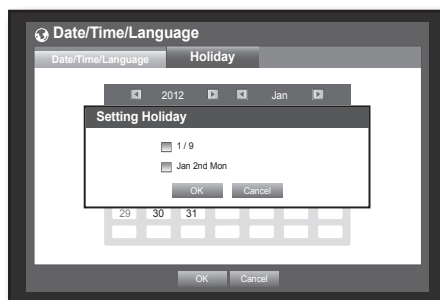 Date/Time/Language
Date/Time/Language Holiday
2012 Jan
Setting Holiday
1 / 9
Jan 2nd Mon
OK Cancel
29 30 31
OK Cancel